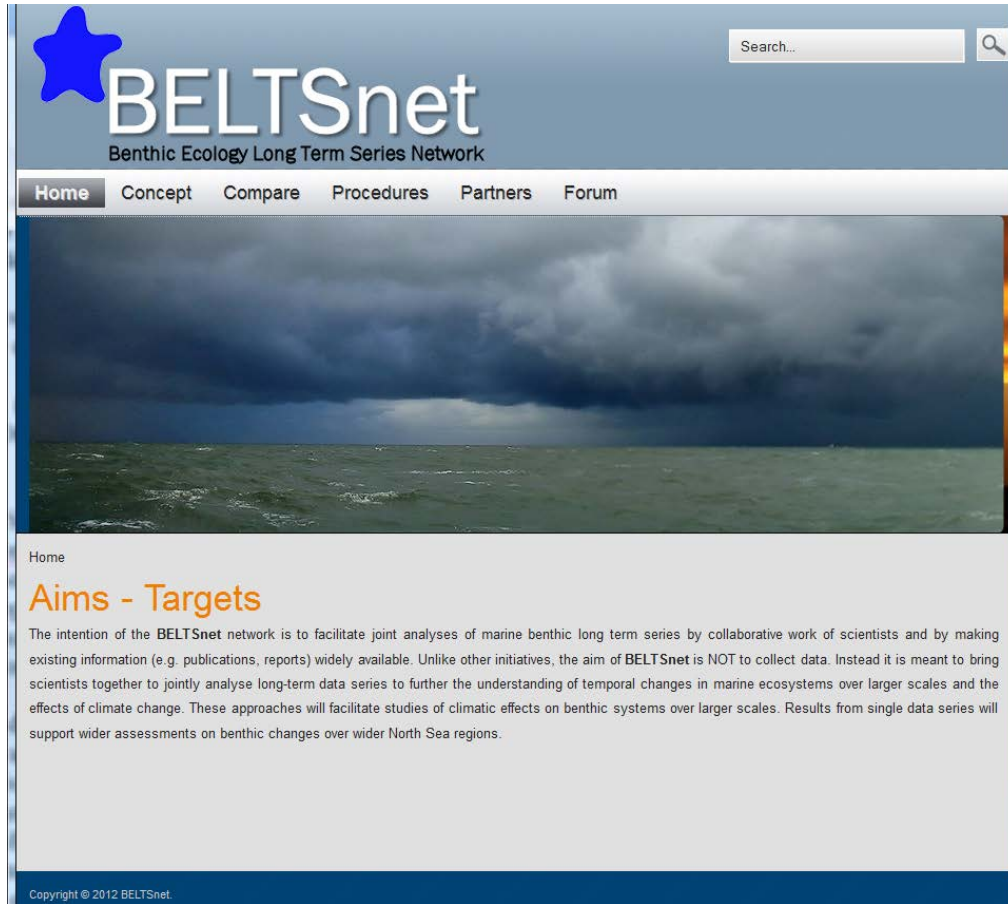 Search...
BELTSnet
Benthic Ecology Long Term Series Network
Home Concept Compare Procedures Partners Forum
Home
Aims - Targets
The intention of the BELTSnet network is to facilitate joint analyses of marine benthic long term series by collaborative work of scientists and by making
existing information (e.g. publications, reports) widely available. Unlike other initiatives, the aim of BELTSnet is NOT to collect data. Instead it is meant to bring
scientists together to jointly analyse long-term data series to further the understanding of temporal changes in marine ecosystems over larger scales and the
effects of climate change. These approaches will facilitate studies of climatic effects on benthic systems over larger scales. Results from single data series will
support wider assessments on benthic changes over wider North Sea regions.
Copyright © 2012 BELTSnet.